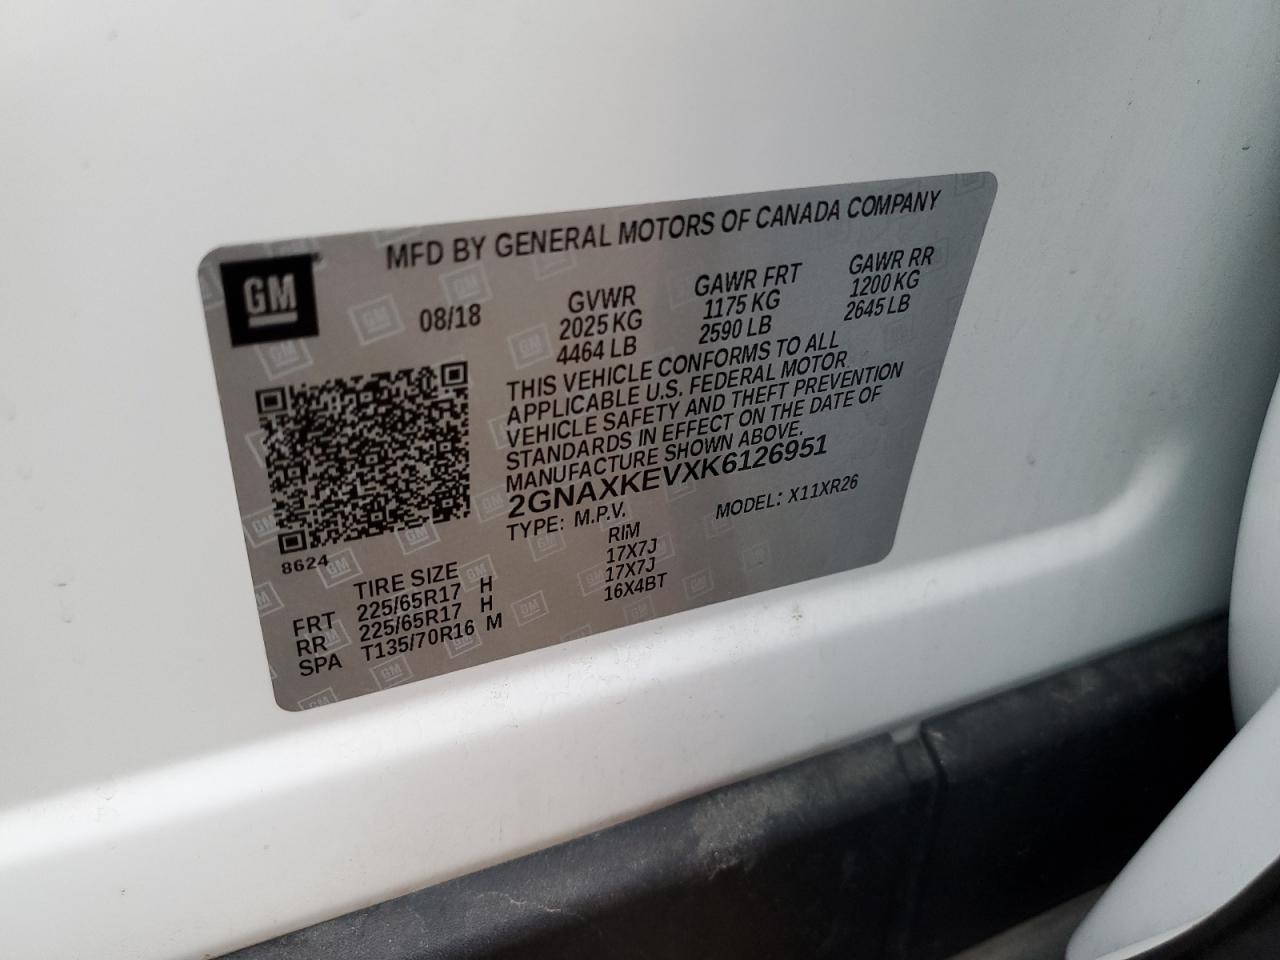 MFD BY GENERAL MOTORS OF CANADA COMPANY
GM
08/18
GVWR
2025 KG
4464 LB
GAWR FRT
1175 KG
2590 LB
GAWR RR
1200 KG
2645 LB
THIS VEHICLE CONFORMS TO ALL
APPLICABLE U.S. FEDERAL MOTOR
VEHICLE SAFETY AND THEFT PREVENTION
STANDARDS IN EFFECT ON THE DATE OF
MANUFACTURE SHOWN ABOVE.
2GNAXKEVXK6126951
TYPE: M.P.V.
MODEL: X11XR26
8624
TIRE SIZE
RIM
FRT 225/65R17 H 17X7J
RR 225/65R17 H 17X7J
SPA T135/70R16 M 16X4BT